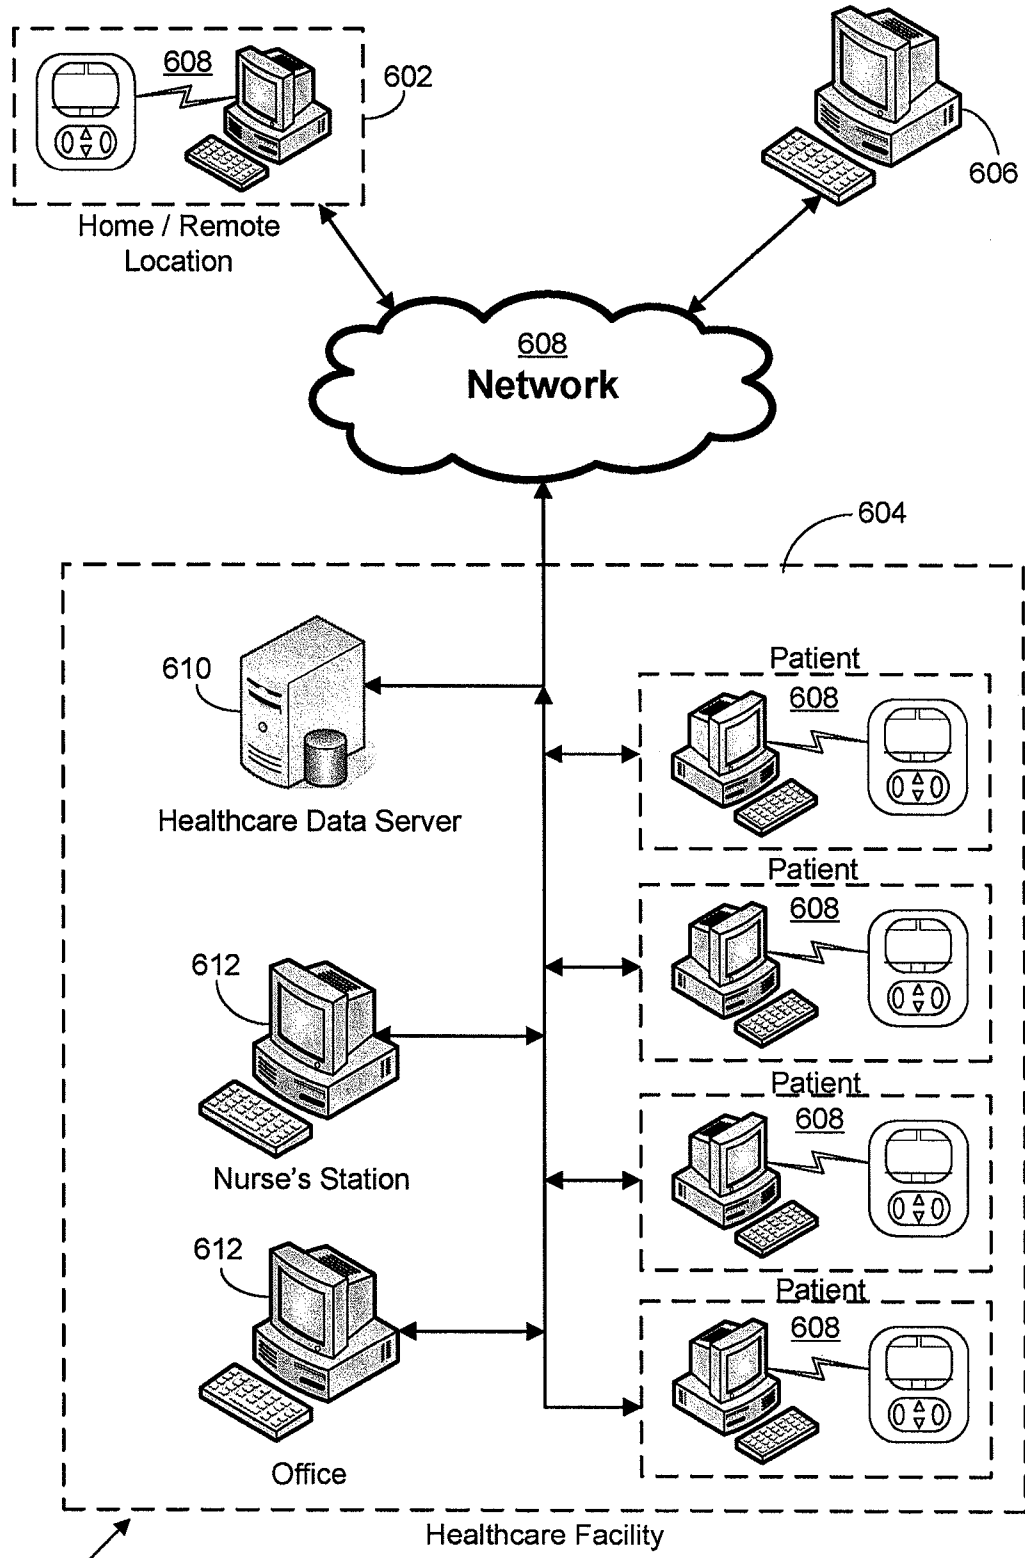 608
602
606
Home / Remote
Location
608
Network
604
610
Healthcare Data Server
Patient
608
Patient
608
612
Nurse's Station
Patient
608
612
Office
Patient
608
Healthcare Facility